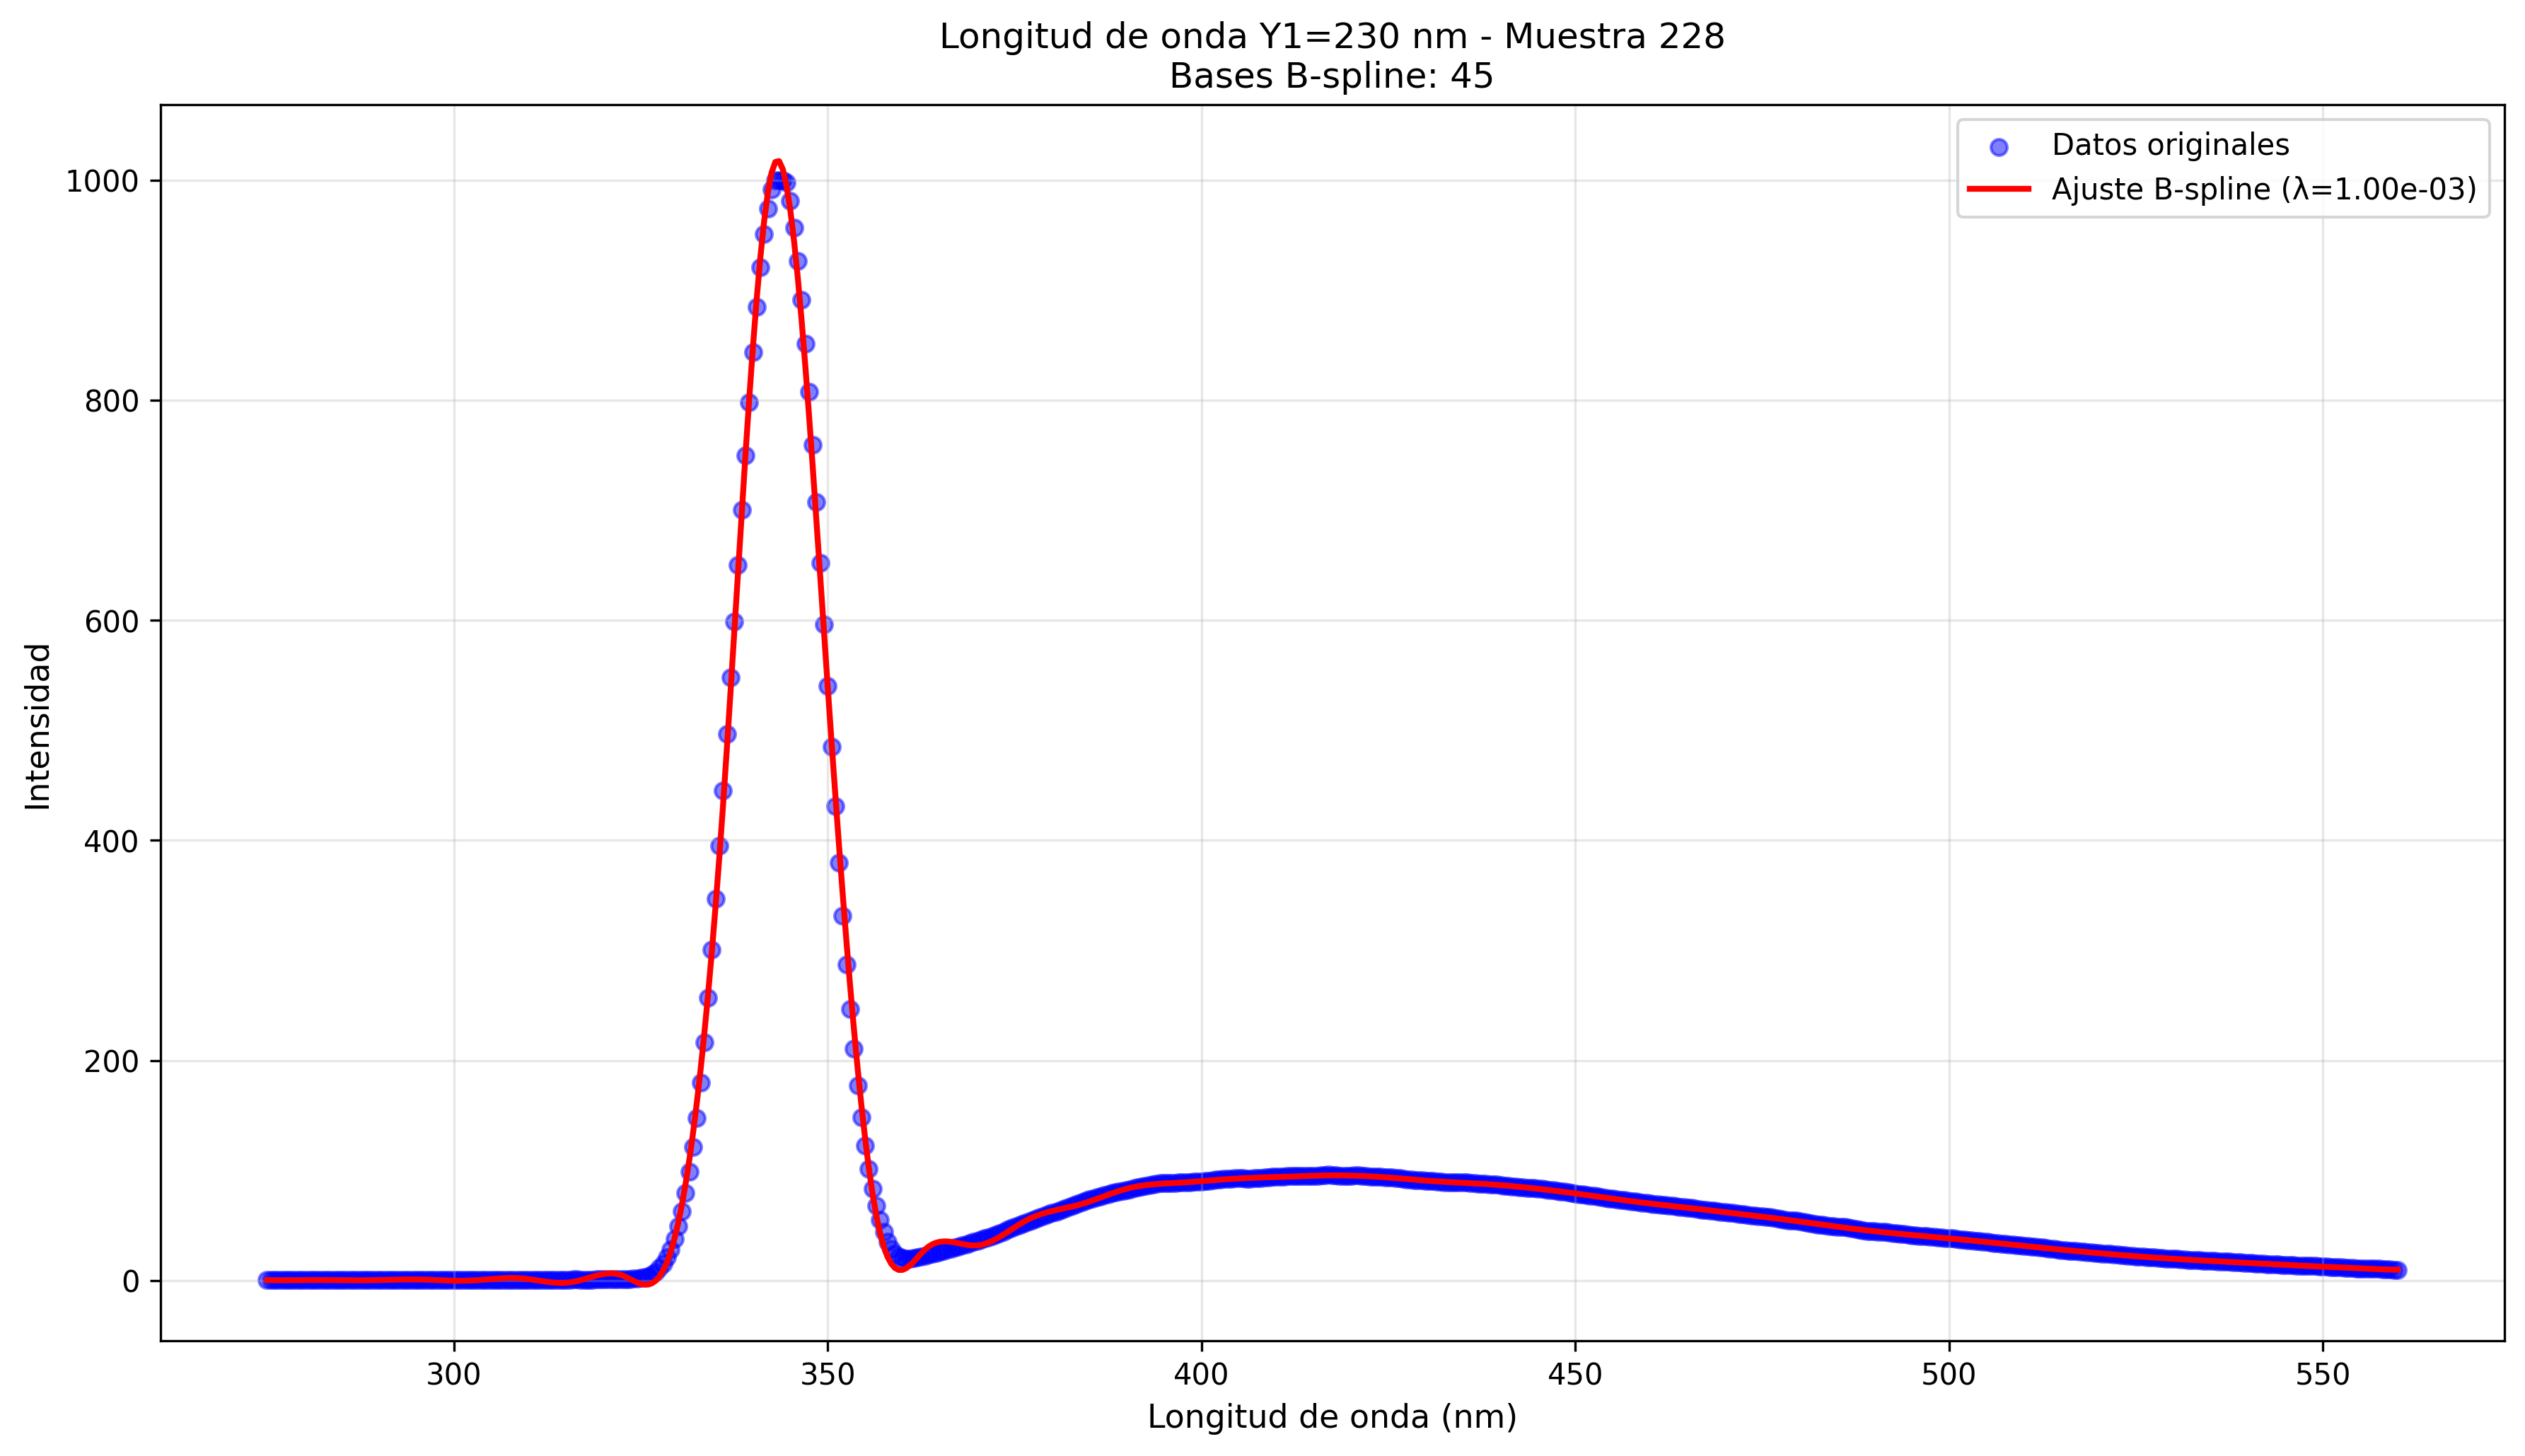 Longitud de onda Y1=230 nm - Muestra 228
Bases B-spline: 45
Datos originales
Ajuste B-spline (λ=1.00e-03)
1000
800
600
400
200
0
Intensidad
300
350
400
450
500
550
Longitud de onda (nm)